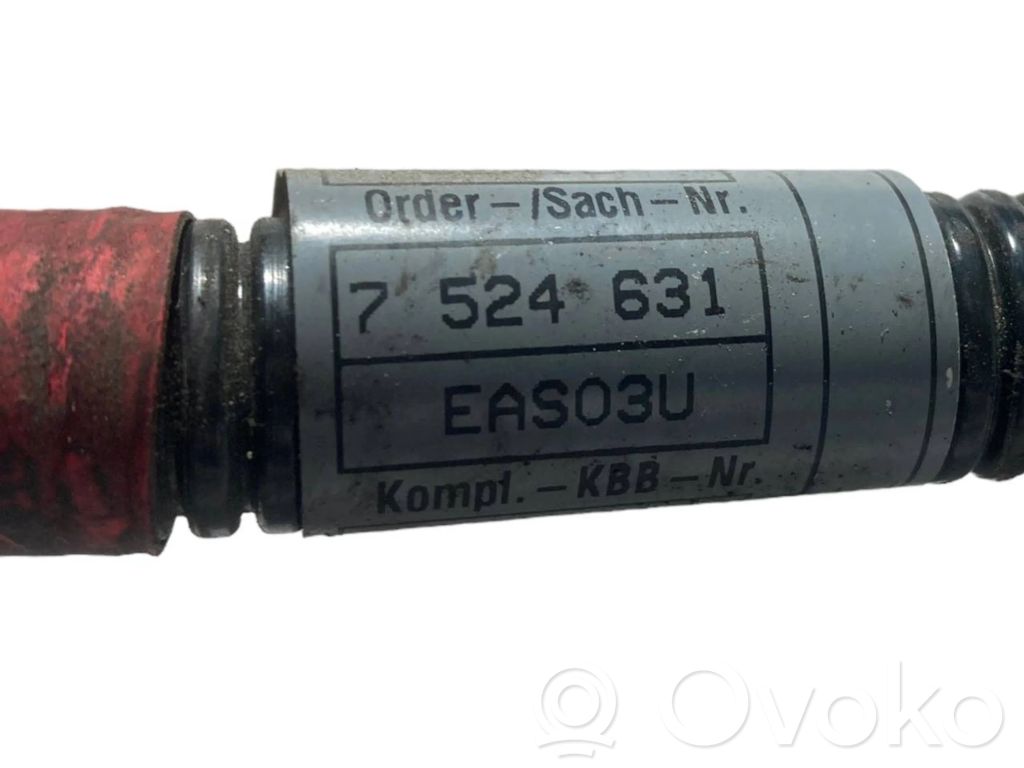 Order-/Sach-Nr.
7 524 631
EAS03U
Kompl.-KBB-Nr.
Ovoko